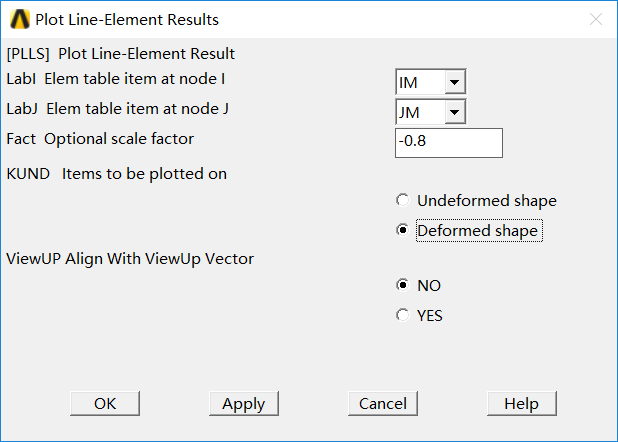 Plot Line-Element Results
[PLLS] Plot Line-Element Result
LabI Elem table item at node I
IM
LabJ Elem table item at node J
JM
Fact Optional scale factor
-0.8
KUND Items to be plotted on
Undeformed shape
Deformed shape
ViewUP Align With ViewUp Vector
NO
YES
OK Apply Cancel Help